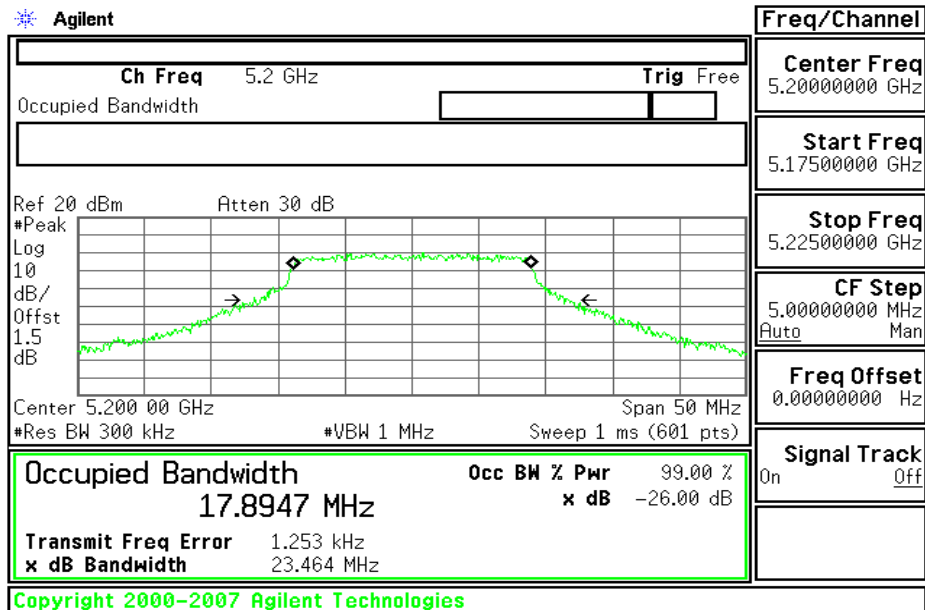 Agilent
Freq/Channel
Ch Freq 5.2 GHz Trig Free
Occupied Bandwidth
Center Freq
5.20000000 GHz
Start Freq
5.17500000 GHz
Stop Freq
5.22500000 GHz
CF Step
5.00000000 MHz
Auto Man
Freq Offset
0.00000000 Hz
Signal Track
On Off
Ref 20 dBm Atten 30 dB
#Peak
Log
10
dB/
Offst
1.5
dB
Center 5.200 00 GHz Span 50 MHz
#Res BW 300 kHz #VBW 1 MHz Sweep 1 ms (601 pts)
Occupied Bandwidth
17.8947 MHz
Occ BW % Pwr 99.00 %
x dB -26.00 dB
Transmit Freq Error 1.253 kHz
x dB Bandwidth 23.464 MHz
Copyright 2000-2007 Agilent Technologies